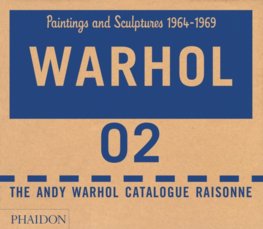 Paintings and Sculptures 1964-1969
WARHOL
02
THE ANDY WARHOL CATALOGUE RAISONNE
PHAIDON